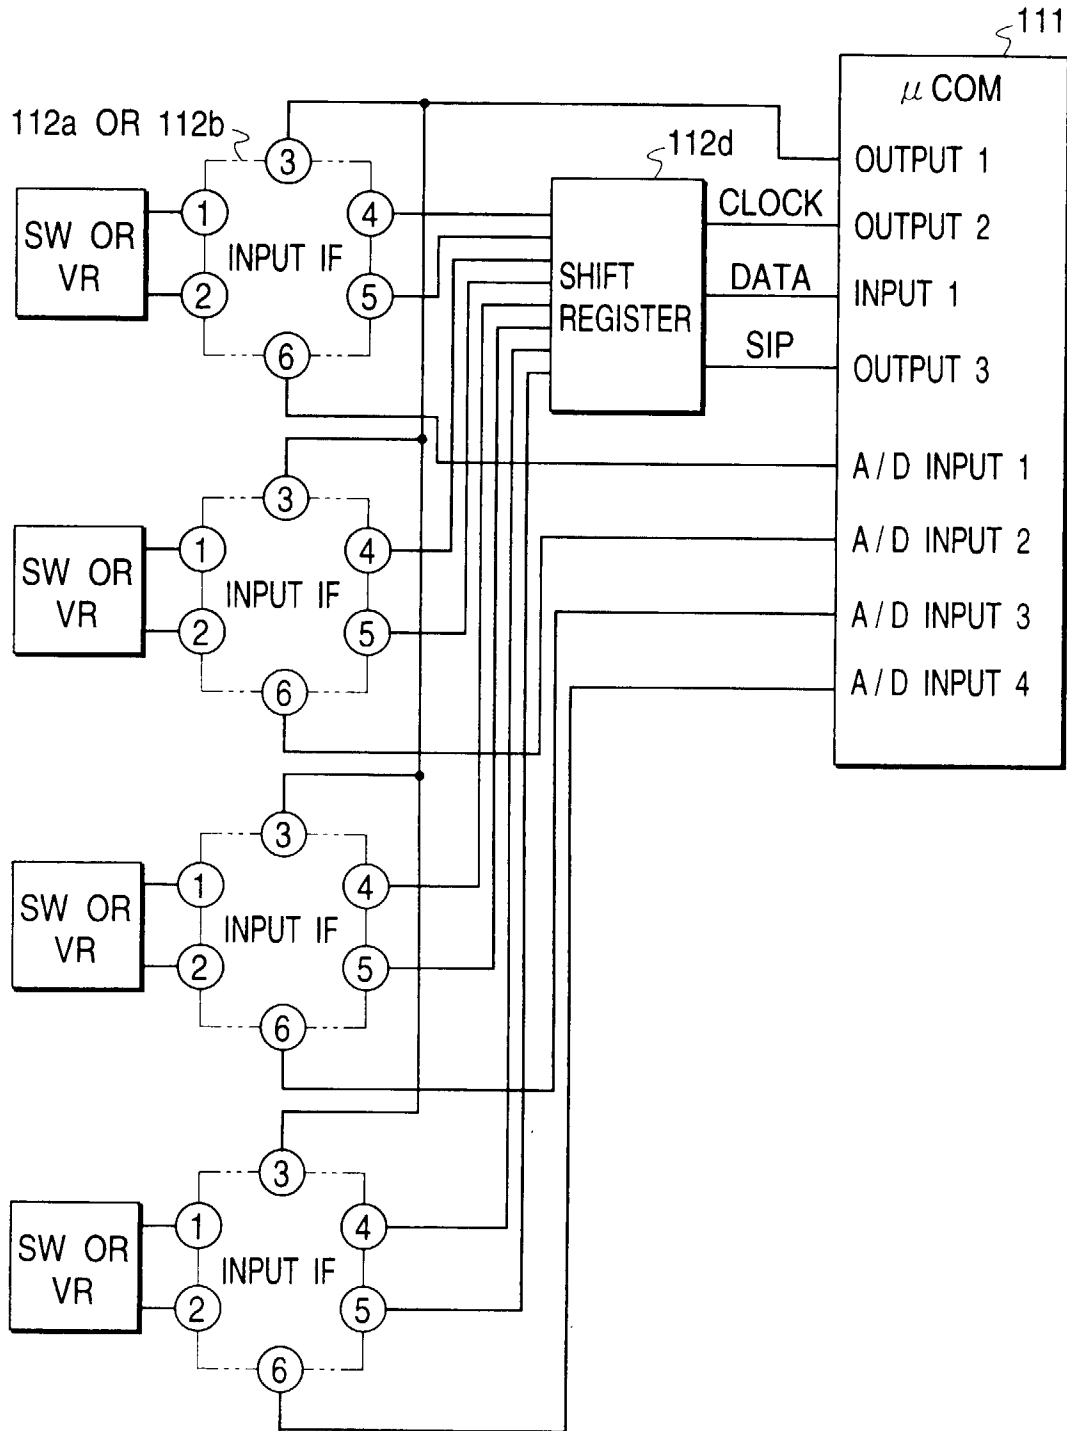 111
μ COM
112a OR 112b
3
112d
OUTPUT 1
SW OR
VR
1
4
INPUT IF
2
5
6
SHIFT
REGISTER
CLOCK
OUTPUT 2
DATA
INPUT 1
SIP
OUTPUT 3
A/D INPUT 1
A/D INPUT 2
A/D INPUT 3
A/D INPUT 4
3
SW OR
VR
1
4
INPUT IF
2
5
6
3
SW OR
VR
1
4
INPUT IF
2
5
6
3
SW OR
VR
1
4
INPUT IF
2
5
6